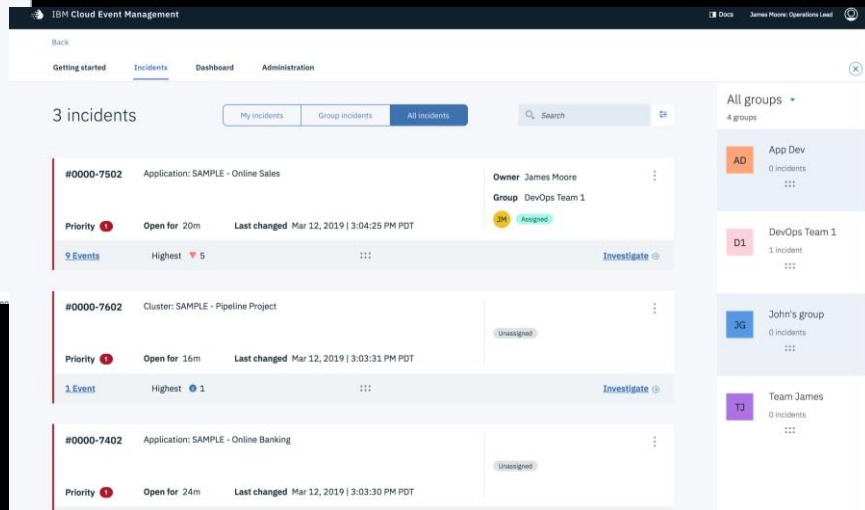 IBM Cloud Event Management
Docs James Moore: Operations Lead
Back
Getting started Incidents Dashboard Administration
3 incidents
My incidents Group incidents All incidents
Search
All groups
4 groups
#0000-7502 Application: SAMPLE - Online Sales
Owner James Moore
Group DevOps Team 1
JM Assigned
Priority 1 Open for 20m Last changed Mar 12, 2019 | 3:04:25 PM PDT
9 Events Highest 5 Investigate
#0000-7602 Cluster: SAMPLE - Pipeline Project
Unassigned
Priority 1 Open for 16m Last changed Mar 12, 2019 | 3:03:31 PM PDT
1 Event Highest 1 Investigate
#0000-7402 Application: SAMPLE - Online Banking
Unassigned
Priority 1 Open for 24m Last changed Mar 12, 2019 | 3:03:30 PM PDT
AD App Dev
0 incidents
D1 DevOps Team 1
1 incident
JG John's group
0 incidents
TJ Team James
0 incidents